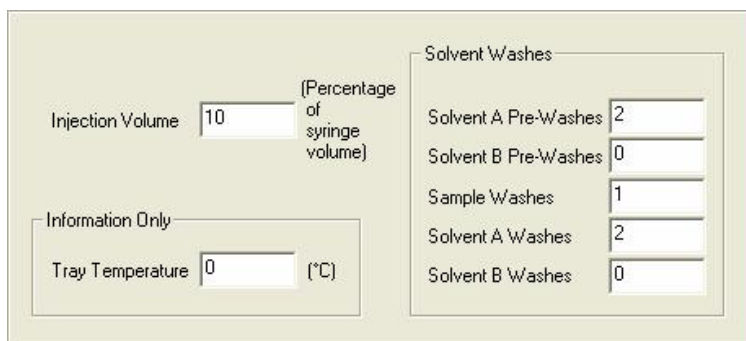 Injection Volume 10 (Percentage
of
syringe
volume)
Information Only
Tray Temperature 0 (°C)
Solvent Washes
Solvent A Pre-Washes 2
Solvent B Pre-Washes 0
Sample Washes 1
Solvent A Washes 2
Solvent B Washes 0